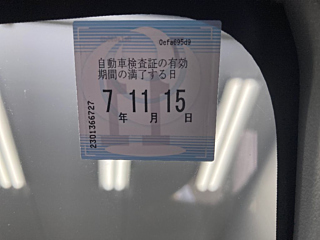 0efa695d9
自動車検査証の有効
期間の満了する日
7 11 15
年 月 日
2301366727